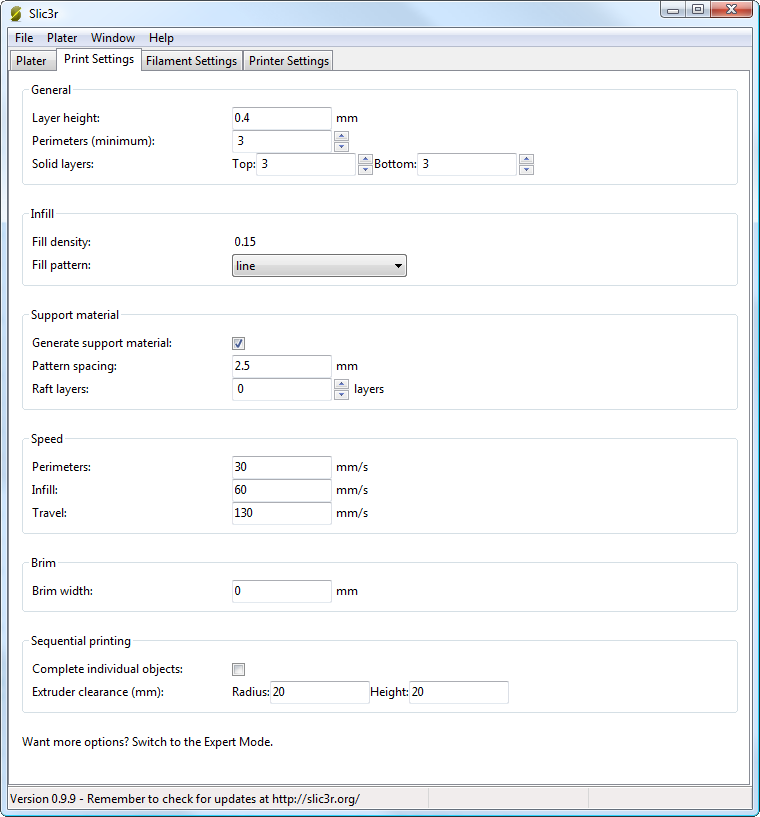 Slic3r
File Plater Window Help
Plater Print Settings Filament Settings Printer Settings
General
Layer height: 0.4 mm
Perimeters (minimum): 3
Solid layers: Top: 3 Bottom: 3
Infill
Fill density: 0.15
Fill pattern: line
Support material
Generate support material:
Pattern spacing: 2.5 mm
Raft layers: 0 layers
Speed
Perimeters: 30 mm/s
Infill: 60 mm/s
Travel: 130 mm/s
Brim
Brim width: 0 mm
Sequential printing
Complete individual objects:
Extruder clearance (mm): Radius: 20 Height: 20
Want more options? Switch to the Expert Mode.
Version 0.9.9 - Remember to check for updates at http://slic3r.org/